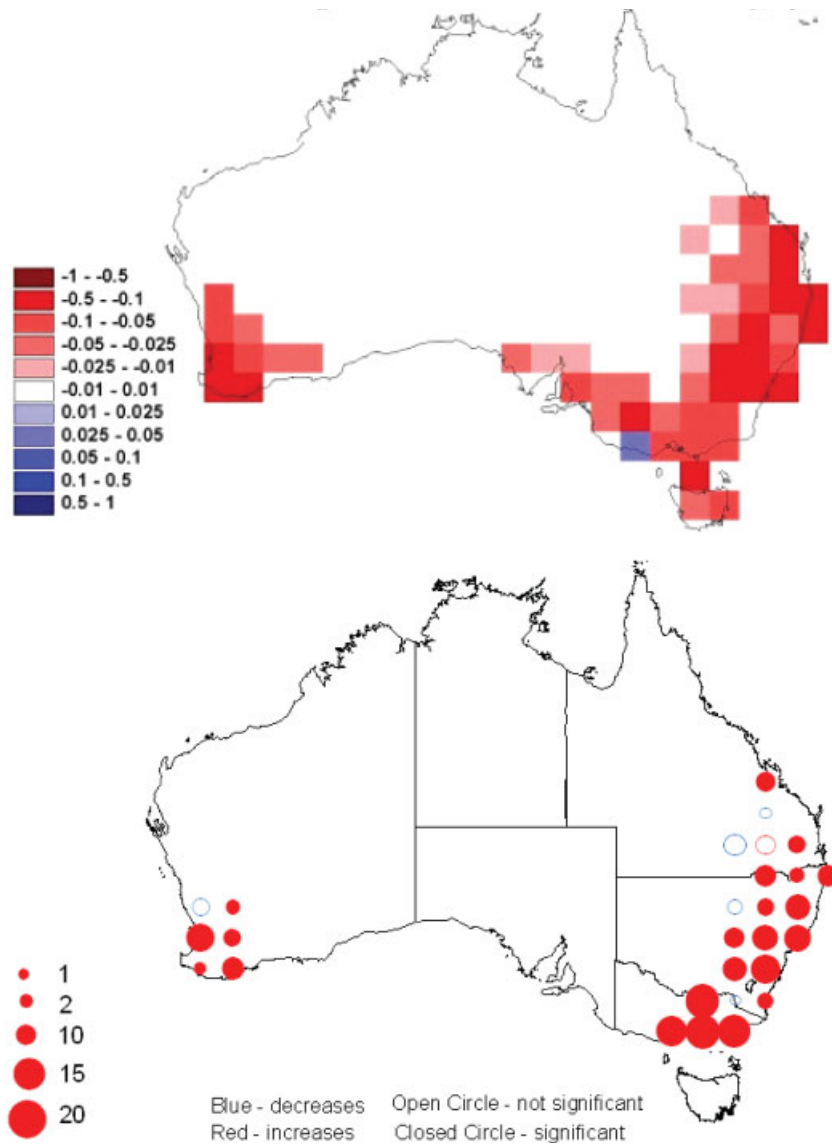 -1 - -0.5
-0.5 - -0.1
-0.1 - -0.05
-0.05 - -0.025
-0.025 - -0.01
-0.01 - 0.01
0.01 - 0.025
0.025 - 0.05
0.05 - 0.1
0.1 - 0.5
0.5 - 1
1
2
10
15
20
Blue - decreases Open Circle - not significant
Red - increases Closed Circle - significant